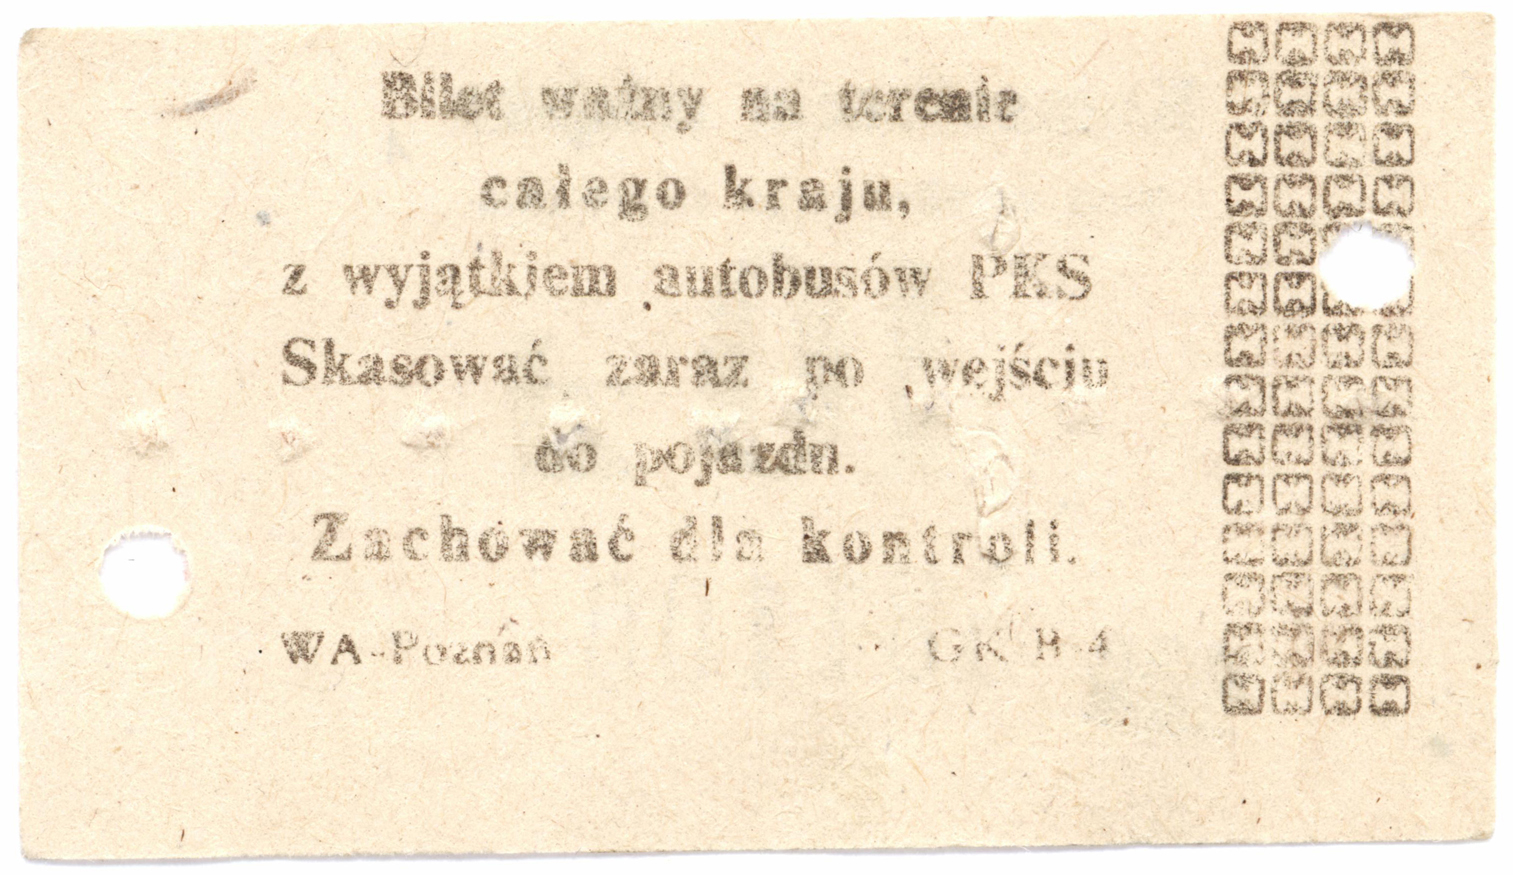 Bilet ważny na terenie
całego kraju,
z wyjątkiem autobusów PKS
Skasować zaraz po wejściu
do pojazdu.
Zachować dla kontroli.
WA-Poznań GK B-4